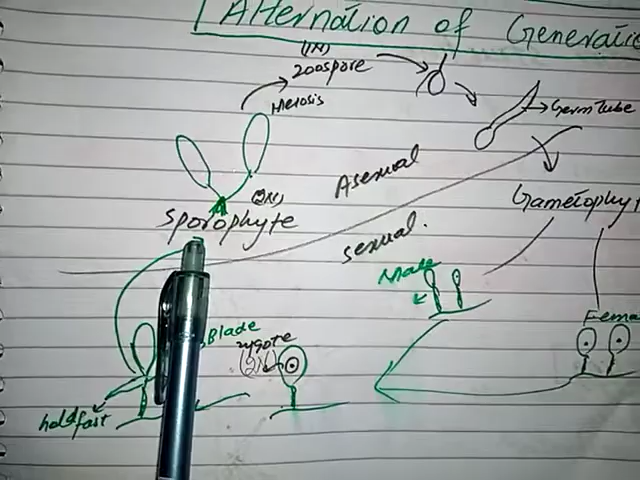 Alternation of Generatio
(1N)
Zoospore
Meiosis
Germ tube
Asexual
(2N)
Sporophyte
Gametophyt
sexual.
Male
Fema
Blade
zygote
(2N)
holdfast